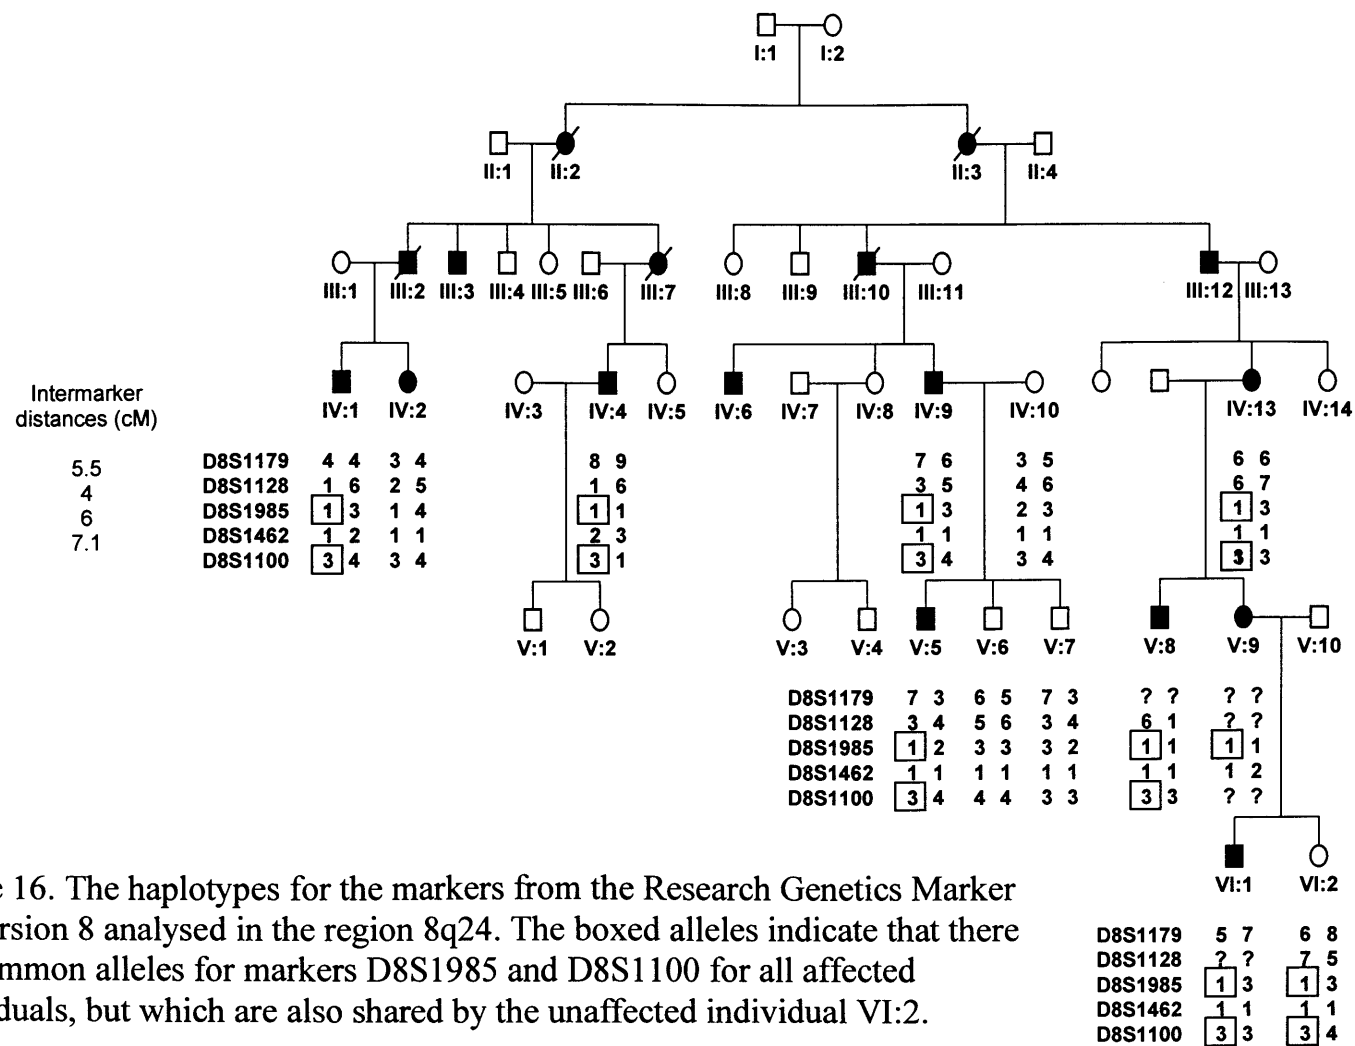 I:1 I:2
II:1 II:2 II:3 II:4
III:1 III:2 III:3 III:4 III:5 III:6 III:7 III:8 III:9 III:10 III:11 III:12 III:13
Intermarker
distances (cM)
5.5
4
6
7.1
IV:1 IV:2 IV:3 IV:4 IV:5 IV:6 IV:7 IV:8 IV:9 IV:10 IV:13 IV:14
D8S1179 4 4 3 4 8 9 7 6 3 5 6 6
D8S1128 1 6 2 5 1 6 3 5 4 6 6 7
D8S1985 1 3 1 4 1 1 1 3 2 3 1 3
D8S1462 1 2 1 1 2 3 1 1 1 1 1 1
D8S1100 3 4 3 4 3 1 3 4 3 4 3 3
V:1 V:2 V:3 V:4 V:5 V:6 V:7 V:8 V:9 V:10
D8S1179 7 3 6 5 7 3 ? ? ? ?
D8S1128 3 4 5 6 3 4 6 1 ? ?
D8S1985 1 2 3 3 3 2 1 1 1 1
D8S1462 1 1 1 1 1 1 1 1 1 2
D8S1100 3 4 4 4 3 3 3 3 ? ?
VI:1 VI:2
D8S1179 5 7 6 8
D8S1128 ? ? 7 5
D8S1985 1 3 1 3
D8S1462 1 1 1 1
D8S1100 3 3 3 4
e 16. The haplotypes for the markers from the Research Genetics Marker
rsion 8 analysed in the region 8q24. The boxed alleles indicate that there
mmon alleles for markers D8S1985 and D8S1100 for all affected
duals, but which are also shared by the unaffected individual VI:2.